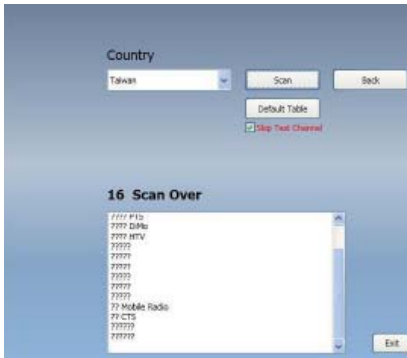 Country
Taiwan
Scan
Back
Default Table
Skip Test Channel
16 Scan Over
???? PTS
???? DiMo
???? HTV
?????
?????
?????
?????
?????
?????
?? Mobile Radio
?? CTS
??????
??????
Exit